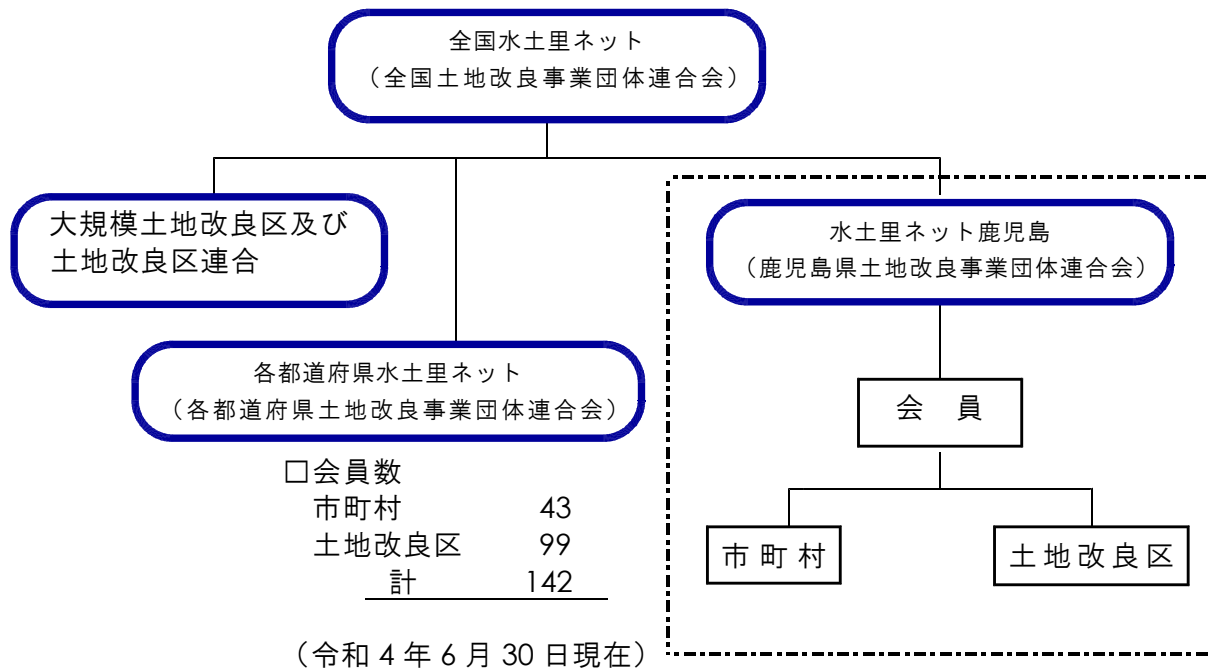 全国水土里ネット
（全国土地改良事業団体連合会）
大規模土地改良区及び
土地改良区連合
水土里ネット鹿児島
（鹿児島県土地改良事業団体連合会）
各都道府県水土里ネット
（各都道府県土地改良事業団体連合会）
会　員
□会員数
市町村 43
土地改良区 99
計 142
市町村
土地改良区
（令和4年6月30日現在）